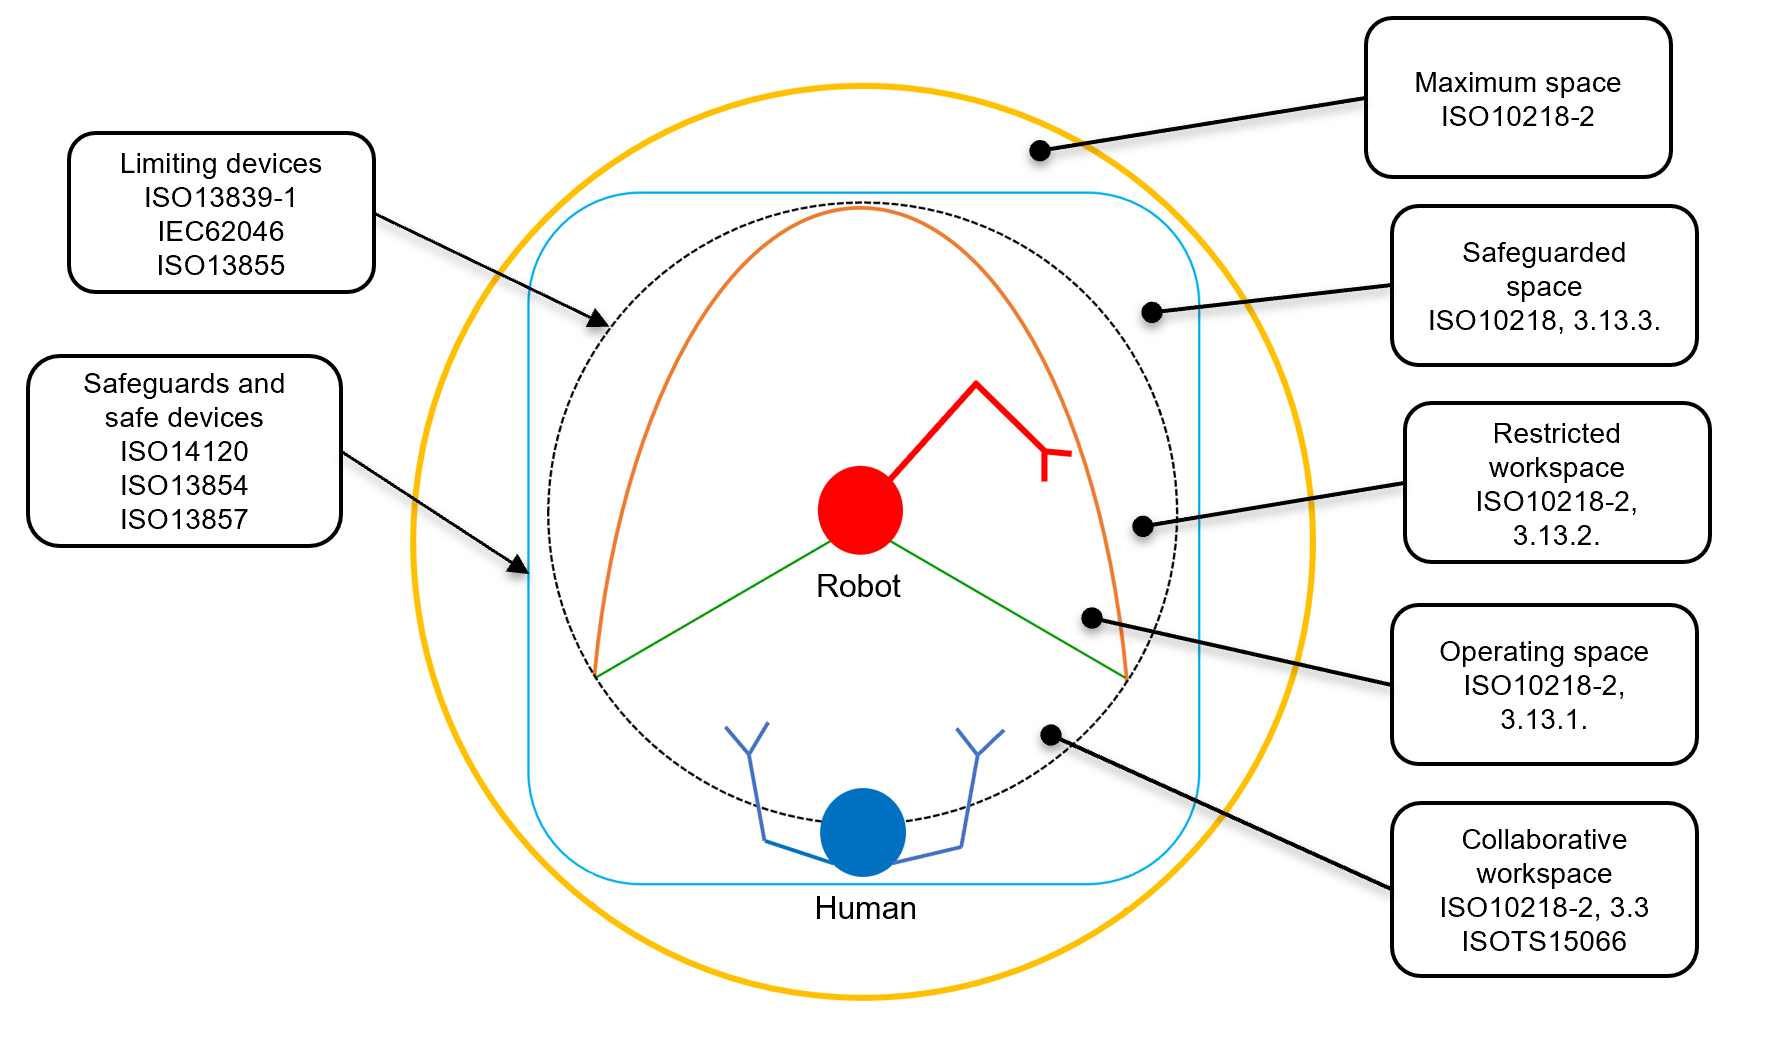 Maximum space
ISO10218-2
Limiting devices
ISO13839-1
IEC62046
ISO13855
Safeguarded
space
ISO10218, 3.13.3.
Safeguards and
safe devices
ISO14120
ISO13854
ISO13857
Restricted
workspace
ISO10218-2,
3.13.2.
Robot
Operating space
ISO10218-2,
3.13.1.
Human
Collaborative
workspace
ISO10218-2, 3.3
ISOTS15066